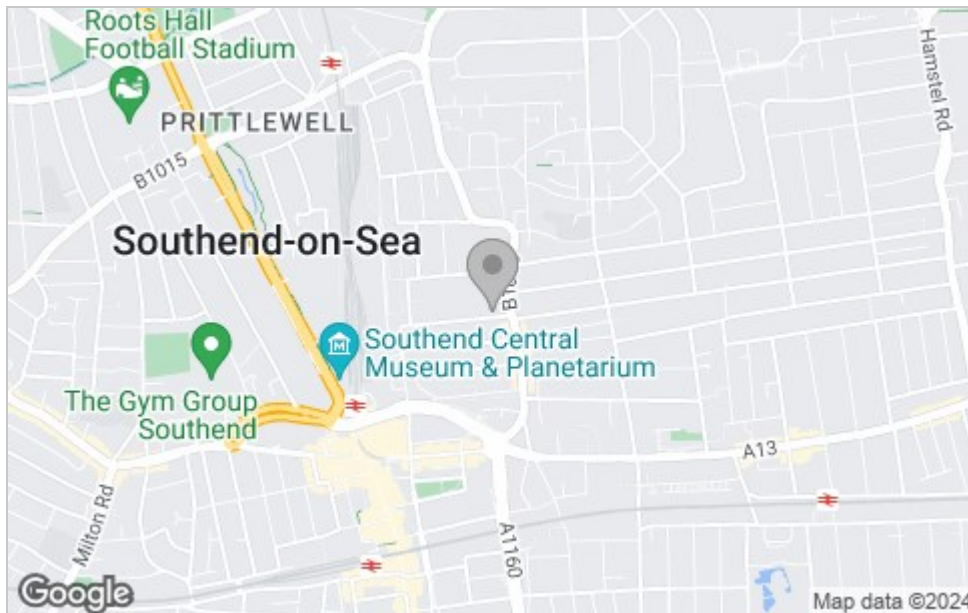 Roots Hall
Football Stadium
PRITTLEWELL
B1015
Hamstel Rd
Southend-on-Sea
Southend Central
Museum & Planetarium
The Gym Group
Southend
A13
Milton Rd
A1160
Google
Map data ©2024